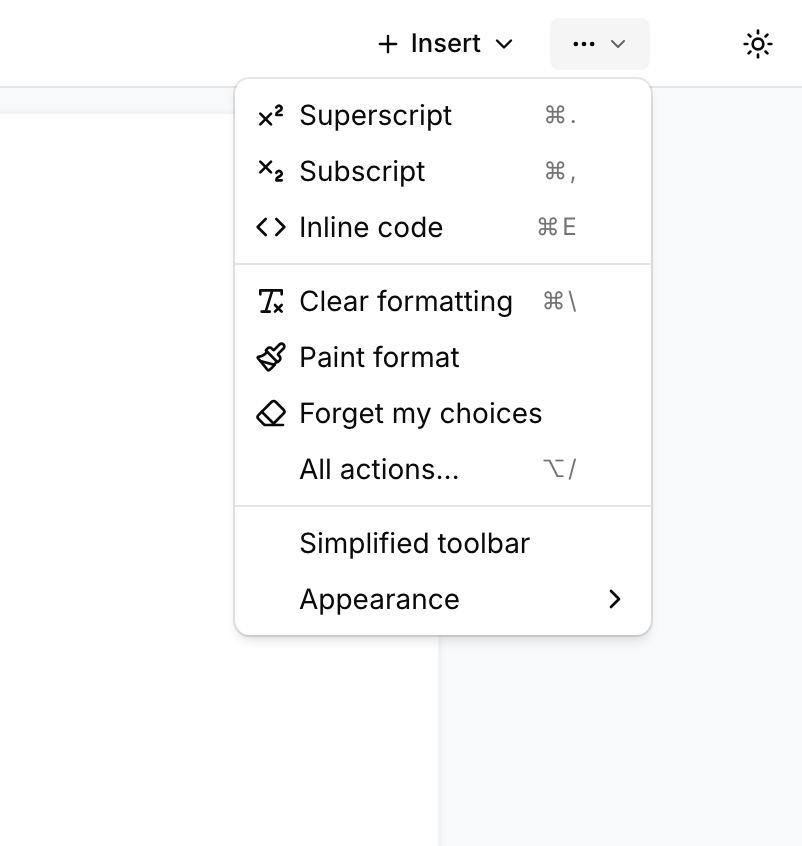 Insert
Superscript ⌘.
Subscript ⌘,
Inline code ⌘E
Clear formatting ⌘\
Paint format
Forget my choices
All actions... ⌥/
Simplified toolbar
Appearance